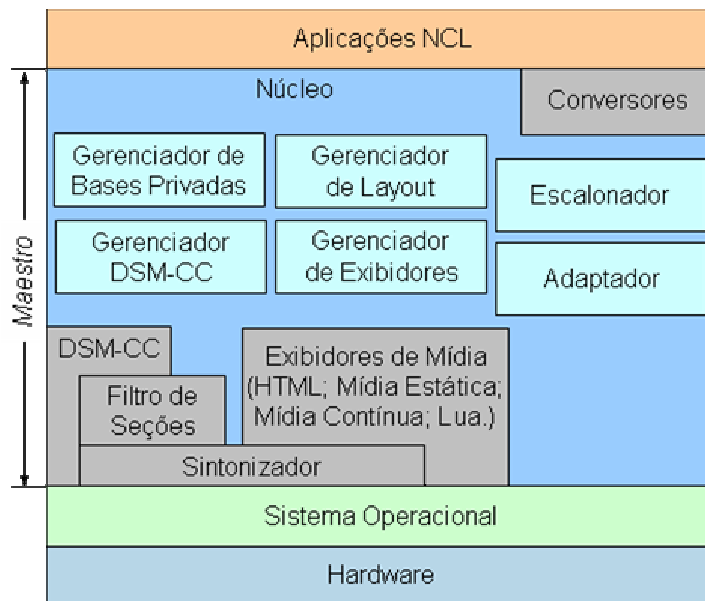 Aplicações NCL
Núcleo
Conversores
Gerenciador de
Bases Privadas
Gerenciador
de Layout
Escalonador
Gerenciador
DSM-CC
Gerenciador
de Exibidores
Adaptador
Maestro
DSM-CC
Filtro de
Seções
Exibidores de Mídia
(HTML; Mídia Estática;
Mídia Contínua; Lua.)
Sintonizador
Sistema Operacional
Hardware